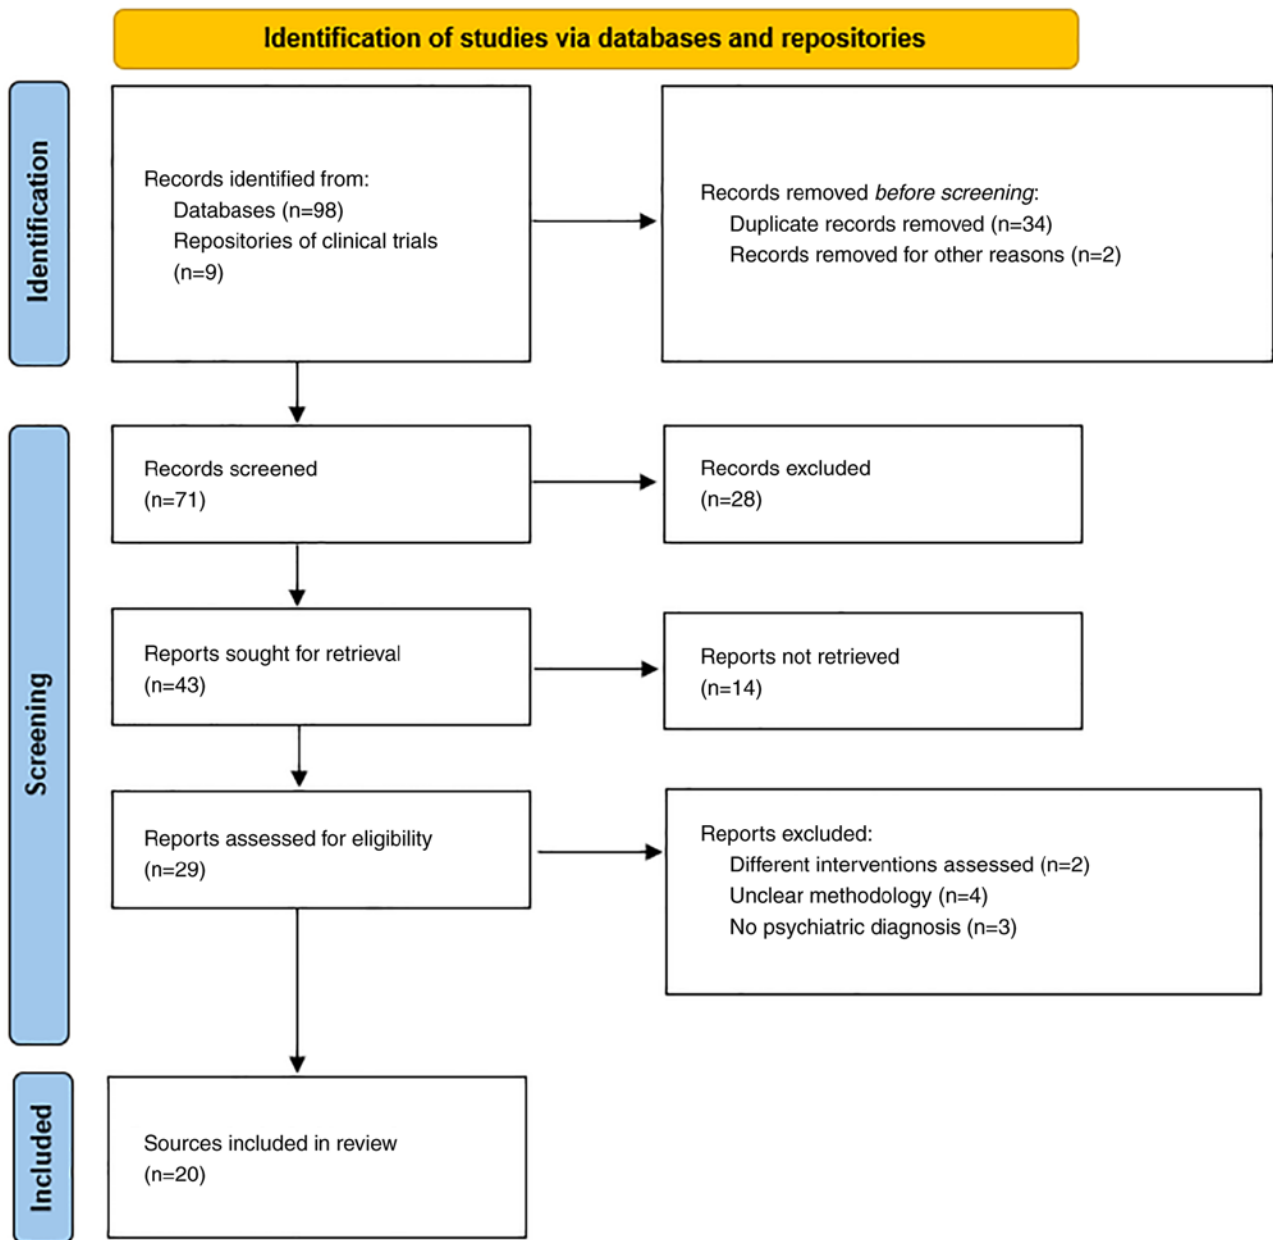 Identification of studies via databases and repositories
Identification
Records identified from:
Databases (n=98)
Repositories of clinical trials
(n=9)
Records removed before screening:
Duplicate records removed (n=34)
Records removed for other reasons (n=2)
Screening
Records screened
(n=71)
Records excluded
(n=28)
Reports sought for retrieval
(n=43)
Reports not retrieved
(n=14)
Reports assessed for eligibility
(n=29)
Reports excluded:
Different interventions assessed (n=2)
Unclear methodology (n=4)
No psychiatric diagnosis (n=3)
Included
Sources included in review
(n=20)